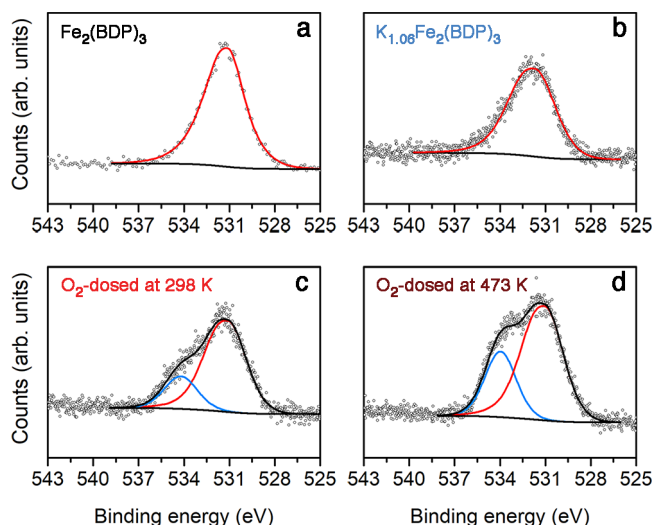 Fe₂(BDP)₃
a
K₁.₀₆Fe₂(BDP)₃
b
Counts (arb. units)
543 540 537 534 531 528 525
543 540 537 534 531 528 525
O₂-dosed at 298 K
c
O₂-dosed at 473 K
d
Counts (arb. units)
543 540 537 534 531 528 525
543 540 537 534 531 528 525
Binding energy (eV)
Binding energy (eV)